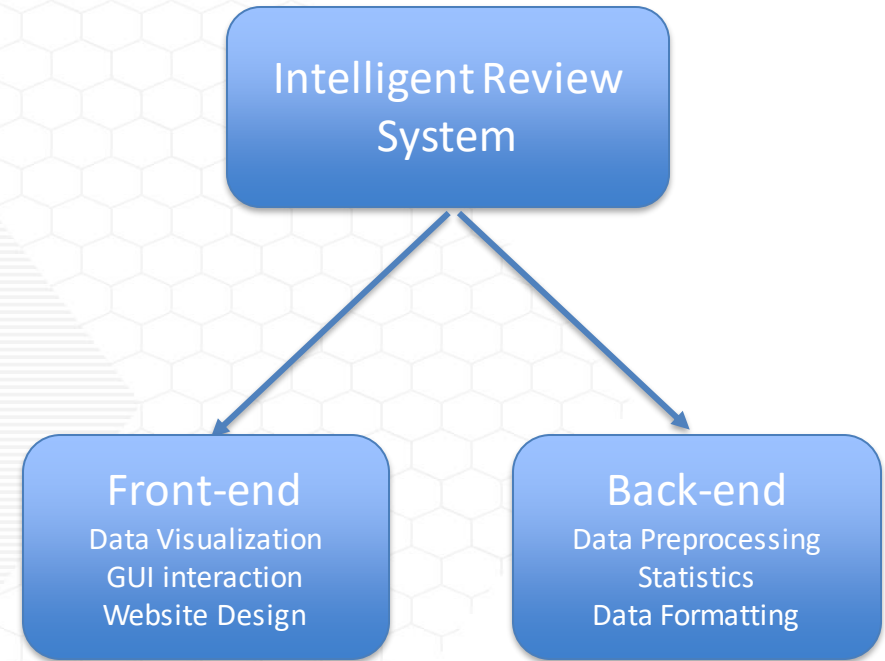 Intelligent Review
System
Front-end
Data Visualization
GUI interaction
Website Design
Back-end
Data Preprocessing
Statistics
Data Formatting